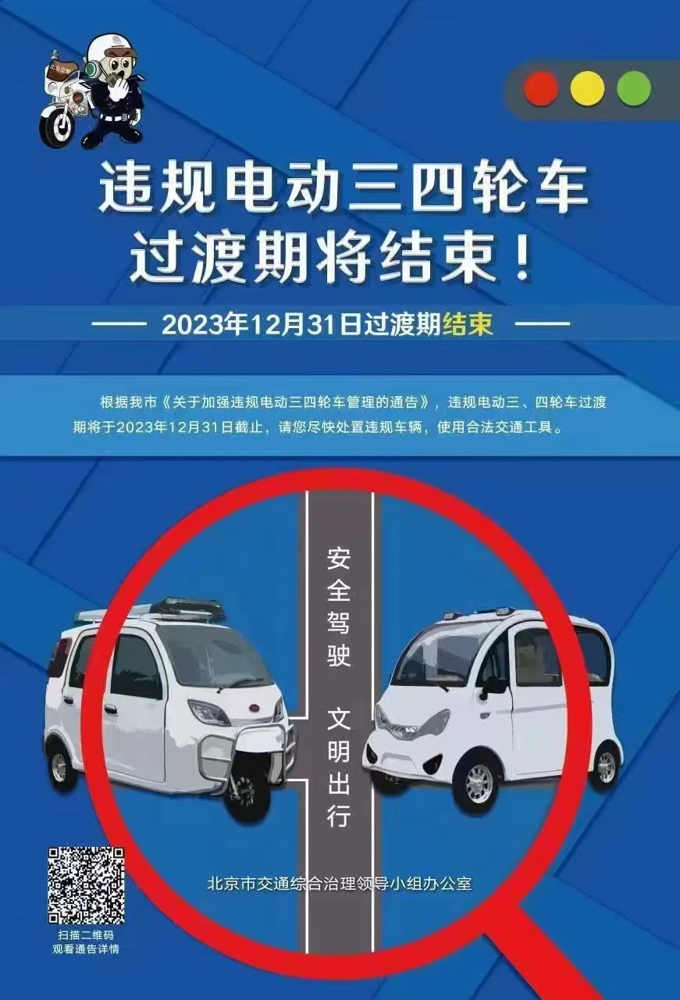 北京交警
违规电动三四轮车
过渡期将结束！
2023年12月31日过渡期结束
根据我市《关于加强违规电动三四轮车管理的通告》，违规电动三、四轮车过渡
期将于2023年12月31日截止，请您尽快处置违规车辆，使用合法交通工具。
安全驾驶 文明出行
北京市交通综合治理领导小组办公室
扫描二维码
观看通告详情